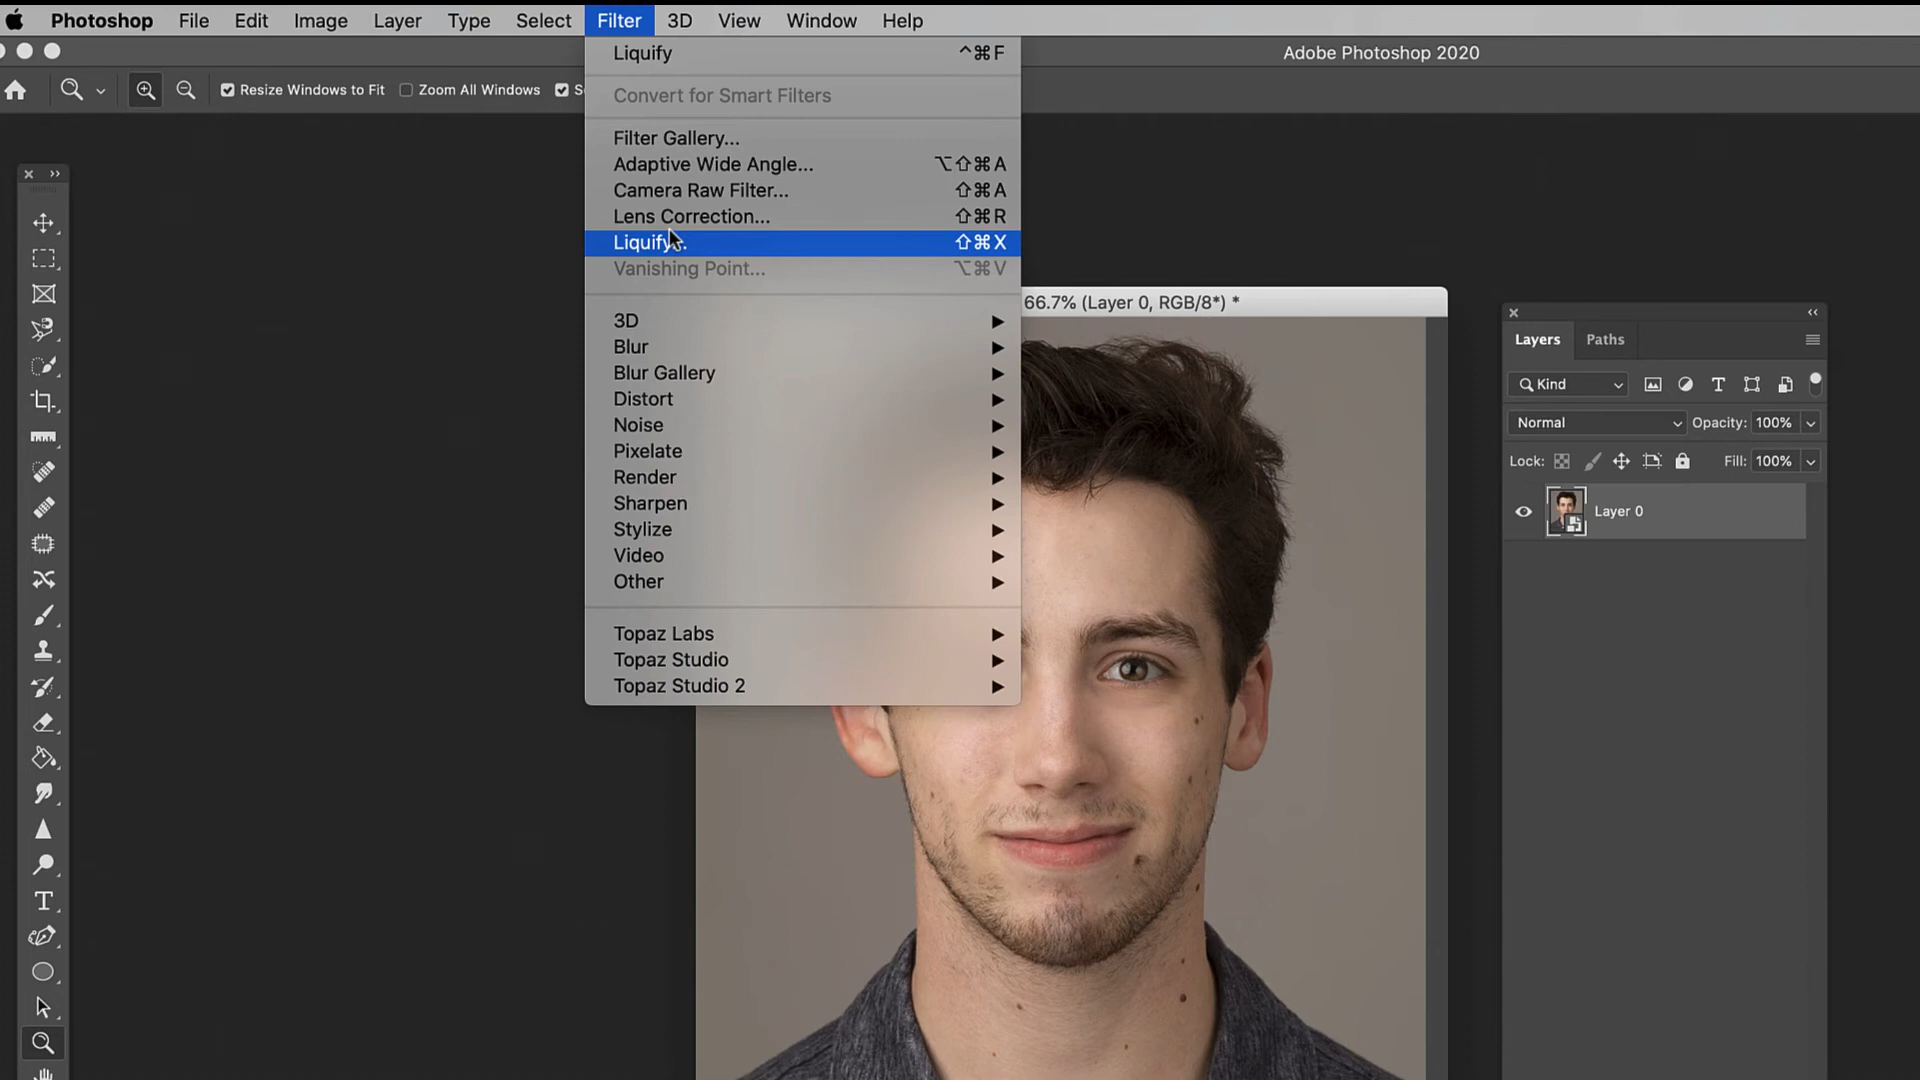 Photoshop File Edit Image Layer Type Select Filter 3D View Window Help
Adobe Photoshop 2020
Resize Windows to Fit Zoom All Windows
Liquify ^⌘F
Convert for Smart Filters
Filter Gallery...
Adaptive Wide Angle... ⌥⇧⌘A
Camera Raw Filter... ⇧⌘A
Lens Correction... ⇧⌘R
Liquify... ⇧⌘X
Vanishing Point... ⌥⌘V
3D
Blur
Blur Gallery
Distort
Noise
Pixelate
Render
Sharpen
Stylize
Video
Other
Topaz Labs
Topaz Studio
Topaz Studio 2
66.7% (Layer 0, RGB/8*) *
Layers Paths
Kind
Normal Opacity: 100%
Lock: Fill: 100%
Layer 0